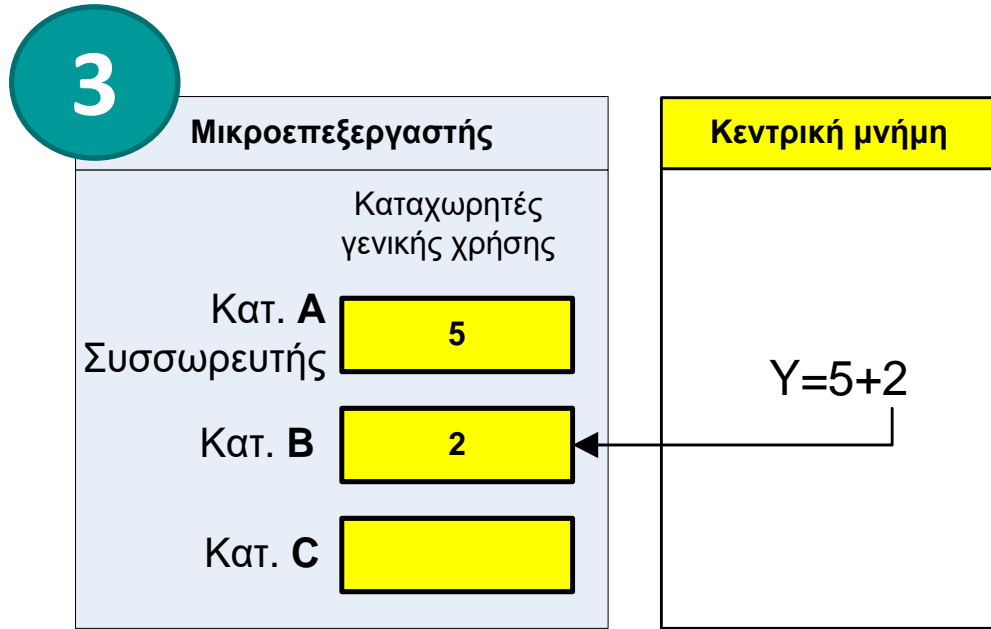 3
Μικροεπεξεργαστής
Καταχωρητές
γενικής χρήσης
Κατ. A
Συσσωρευτής
5
Κατ. B
2
Κατ. C
Κεντρική μνήμη
Y=5+2